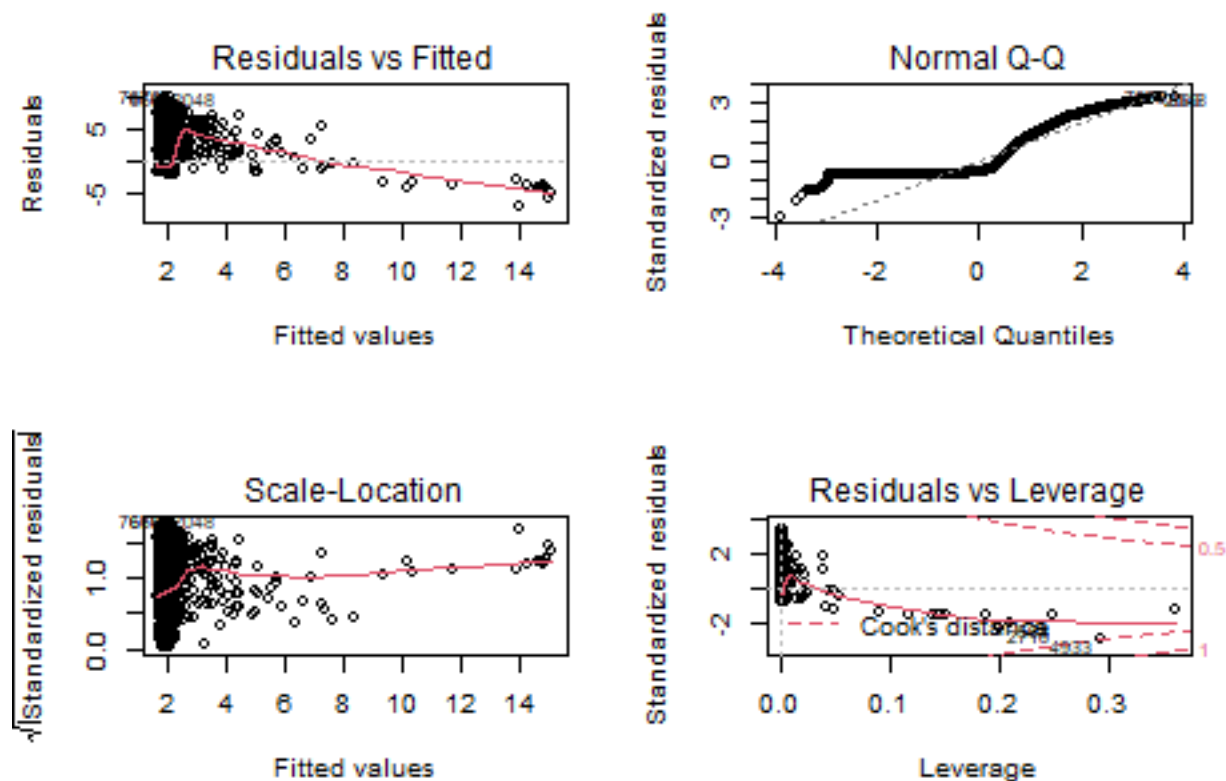 Residuals vs Fitted
Residuals
5
-5
2 4 6 8 10 12 14
Fitted values
Normal Q-Q
Standardized residuals
3
0
-3
-4 -2 0 2 4
Theoretical Quantiles
Scale-Location
√|Standardized residuals|
1.0
0.0
2 4 6 8 10 12 14
Fitted values
Residuals vs Leverage
Standardized residuals
2
-2
0.5
1
Cook's distance
4933
0.0 0.1 0.2 0.3
Leverage